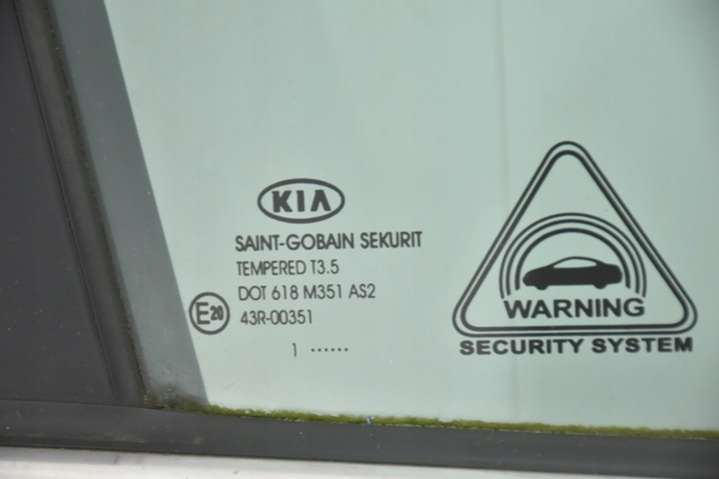 KIA
SAINT-GOBAIN SEKURIT
TEMPERED T3.5
DOT 618 M351 AS2
E20 43R-00351
1 ······
WARNING
SECURITY SYSTEM